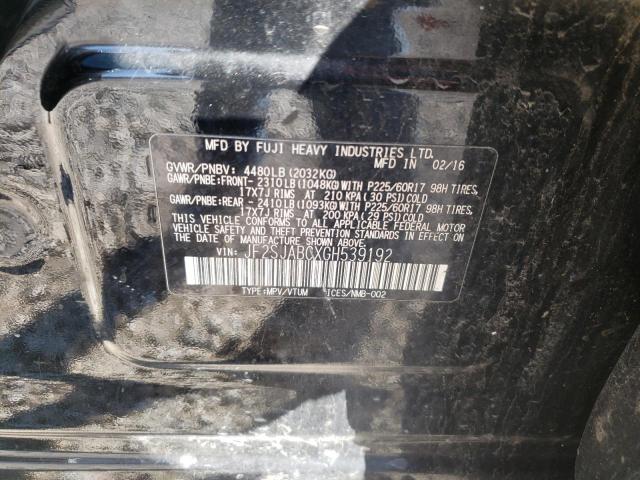 MFD BY FUJI HEAVY INDUSTRIES LTD.
MFD IN 02/16
GVWR/PNBV: 4480LB (2032KG)
GAWR/PNBE:FRONT- 2310LB (1048KG) WITH P225/60R17 98H TIRES,
17X7J RIMS AT 210 KPA (30 PSI) COLD
GAWR/PNBE:REAR - 2410LB (1093KG) WITH P225/60R17 98H TIRES,
17X7J RIMS AT 200 KPA (29 PSI) COLD
THIS VEHICLE CONFORMS TO ALL APPLICABLE FEDERAL MOTOR
VEHICLE SAFETY AND THEFT PREVENTION STANDARDS IN EFFECT
ON THE DATE OF MANUFACTURE SHOWN ABOVE.
VIN: JF2SJABCXGH539192
TYPE:MPV/VTUM ICES/NMB-002